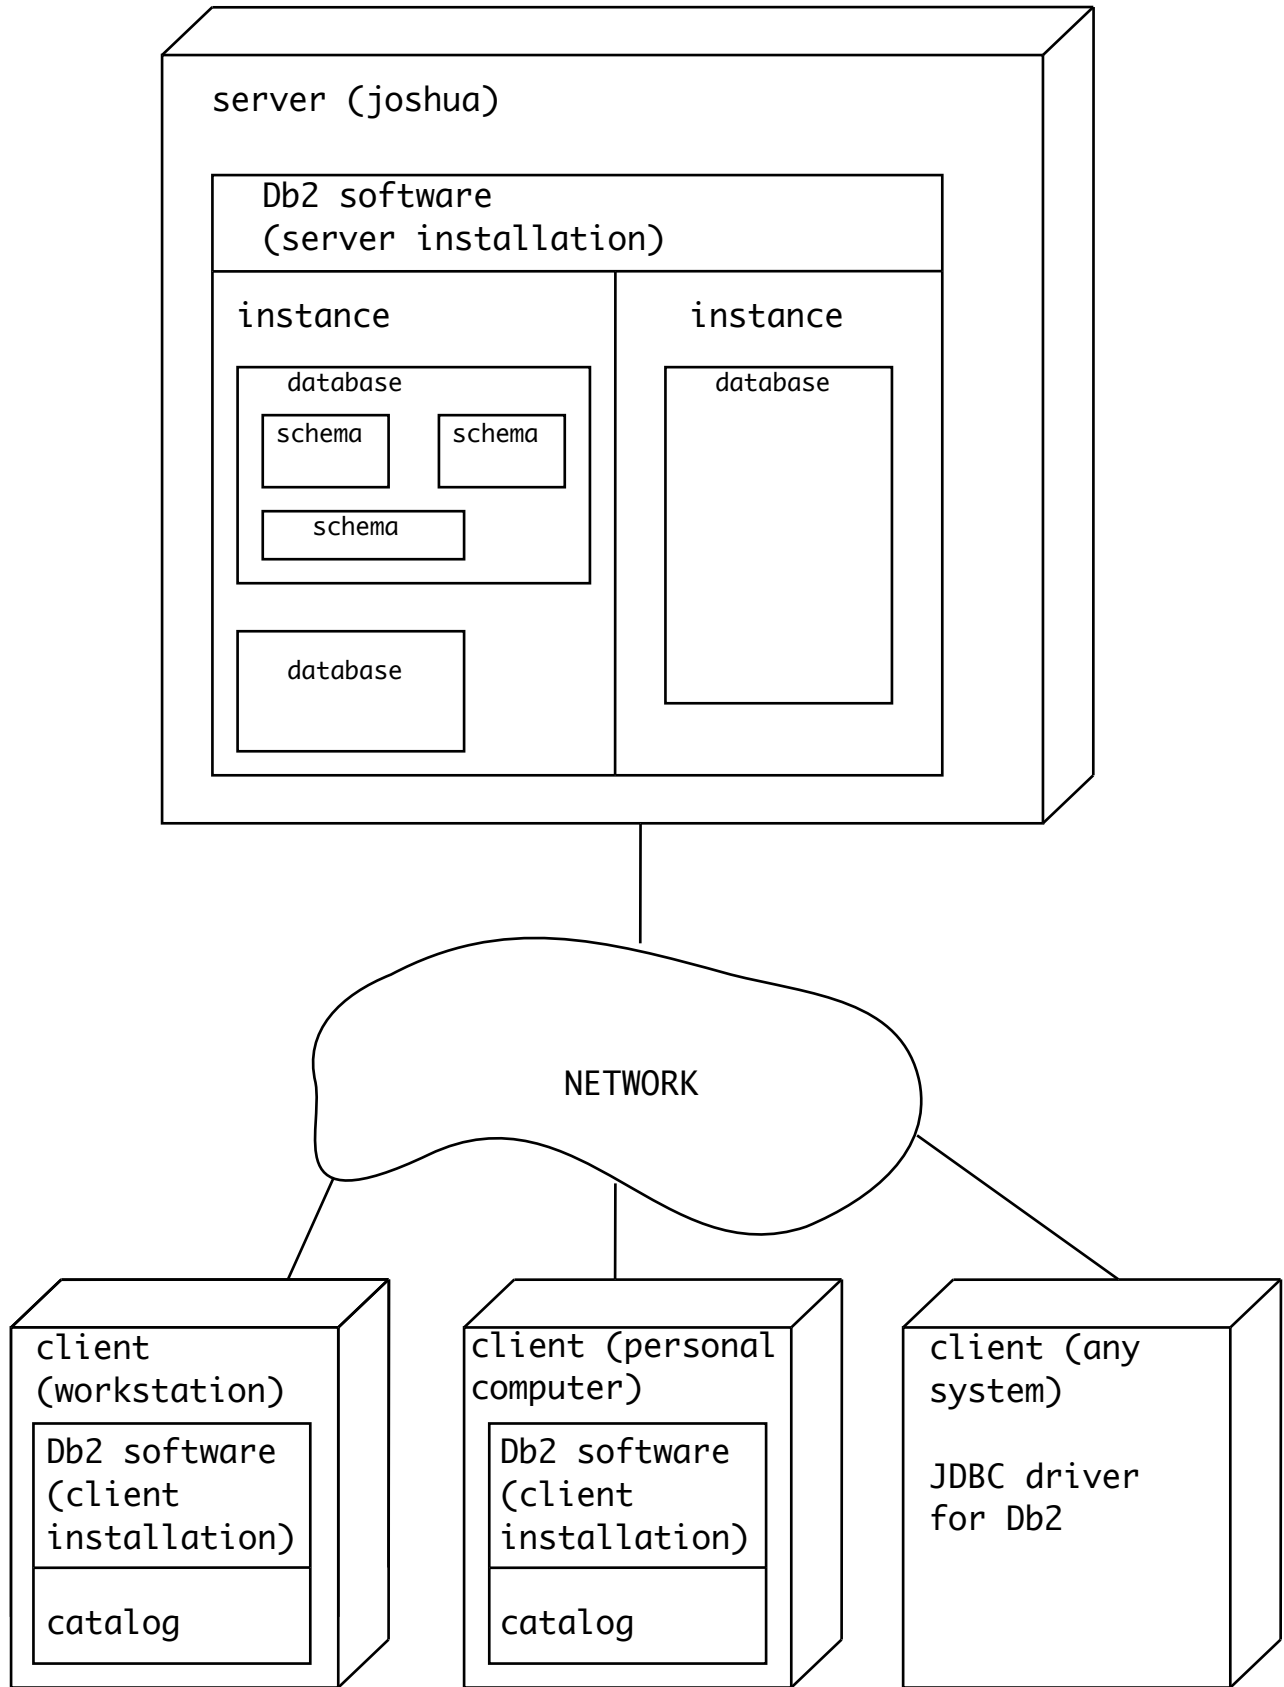 server (joshua)
Db2 software
(server installation)
instance
database
schema
schema
schema
database
instance
database
NETWORK
client
(workstation)
Db2 software
(client
installation)
catalog
client (personal
computer)
Db2 software
(client
installation)
catalog
client (any
system)
JDBC driver
for Db2